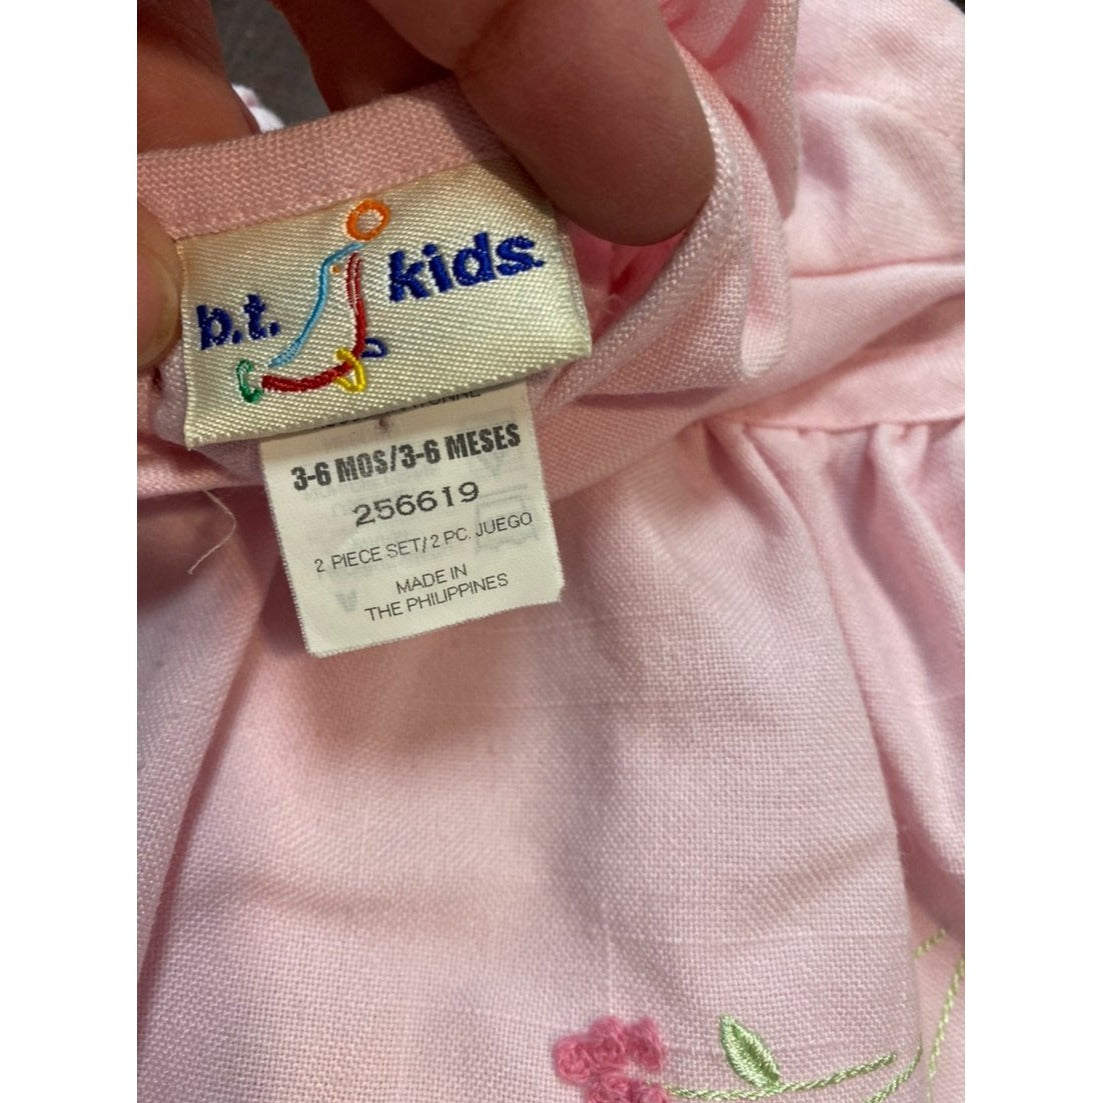 b.t. kids.
3-6 MOS/3-6 MESES
256619
2 PIECE SET/2 PC. JUEGO
MADE IN
THE PHILIPPINES